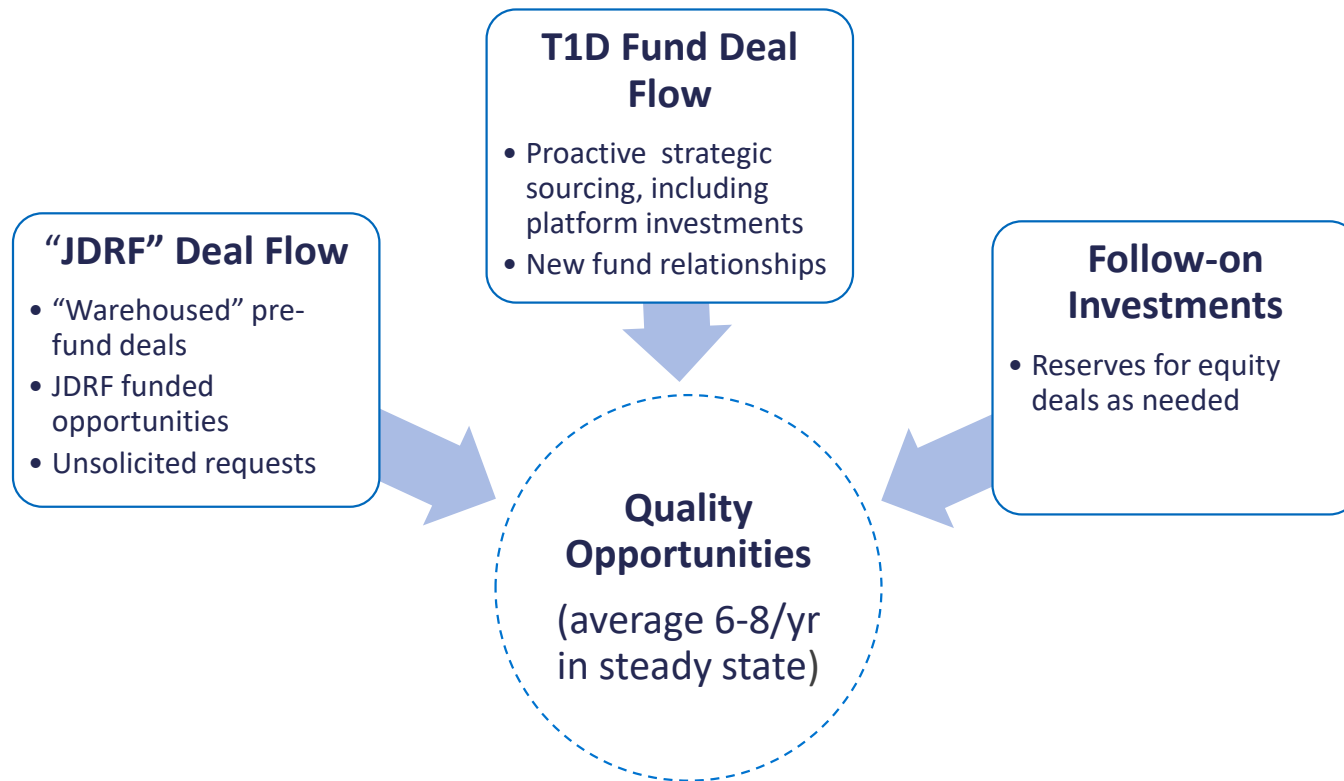 T1D Fund Deal
Flow
• Proactive strategic
sourcing, including
platform investments
• New fund relationships
“JDRF” Deal Flow
• “Warehoused” pre-
fund deals
• JDRF funded
opportunities
• Unsolicited requests
Follow-on
Investments
• Reserves for equity
deals as needed
Quality
Opportunities
(average 6-8/yr
in steady state)